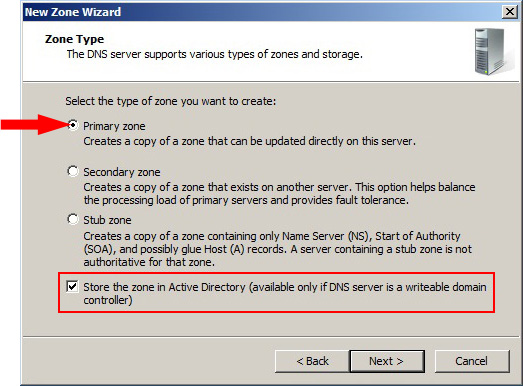 New Zone Wizard
Zone Type
The DNS server supports various types of zones and storage.
Select the type of zone you want to create:
Primary zone
Creates a copy of a zone that can be updated directly on this server.
Secondary zone
Creates a copy of a zone that exists on another server. This option helps balance
the processing load of primary servers and provides fault tolerance.
Stub zone
Creates a copy of a zone containing only Name Server (NS), Start of Authority
(SOA), and possibly glue Host (A) records. A server containing a stub zone is not
authoritative for that zone.
Store the zone in Active Directory (available only if DNS server is a writeable domain
controller)
< Back
Next >
Cancel